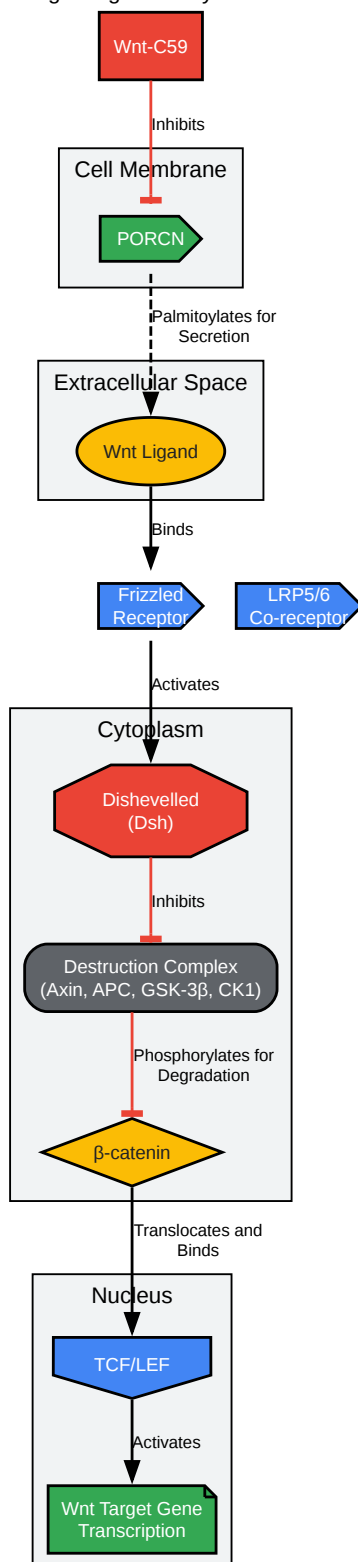 Wnt-C59
Inhibits
Cell Membrane
PORCN
Palmitoylates for
Secretion
Extracellular Space
Wnt Ligand
Binds
Frizzled
Receptor
LRP5/6
Co-receptor
Activates
Cytoplasm
Dishevelled
(Dsh)
Inhibits
Destruction Complex
(Axin, APC, GSK-3β, CK1)
Phosphorylates for
Degradation
β-catenin
Translocates and
Binds
Nucleus
TCF/LEF
Activates
Wnt Target Gene
Transcription